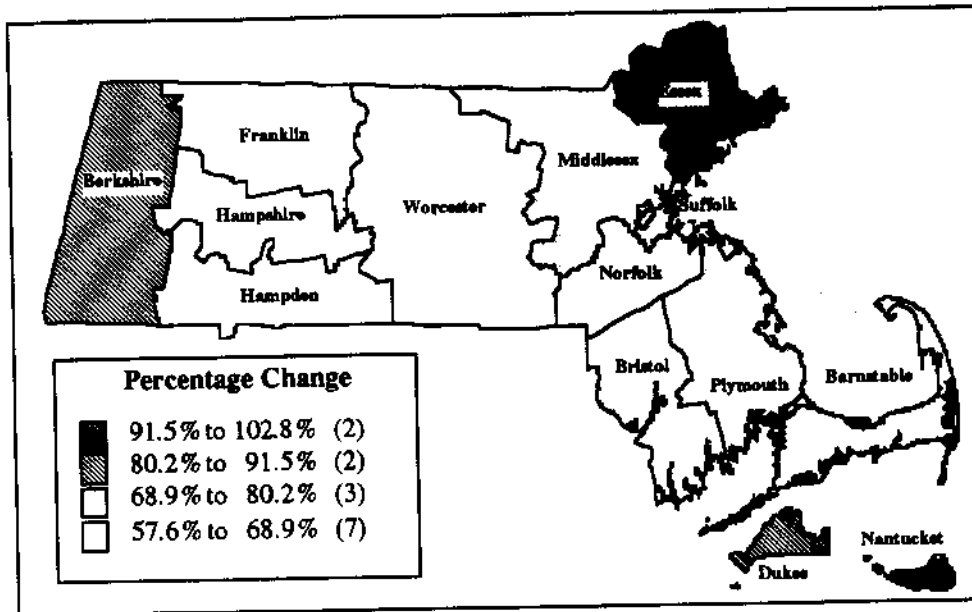 Essex
Franklin
Middlesex
Berkshire
Suffolk
Hampshire
Worcester
Norfolk
Hampden
Bristol
Plymouth
Barnstable
Percentage Change
91.5% to 102.8% (2)
80.2% to 91.5% (2)
68.9% to 80.2% (3)
57.6% to 68.9% (7)
Nantucket
Dukes